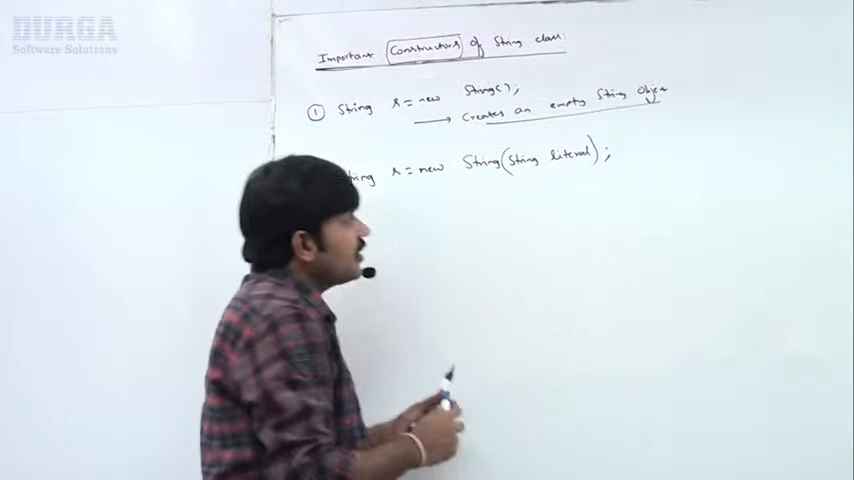 DURGA
Software Solutions
Important Constructors of String class:
① String s = new String();
→ Creates an empty String Object
String s = new String(String literal);